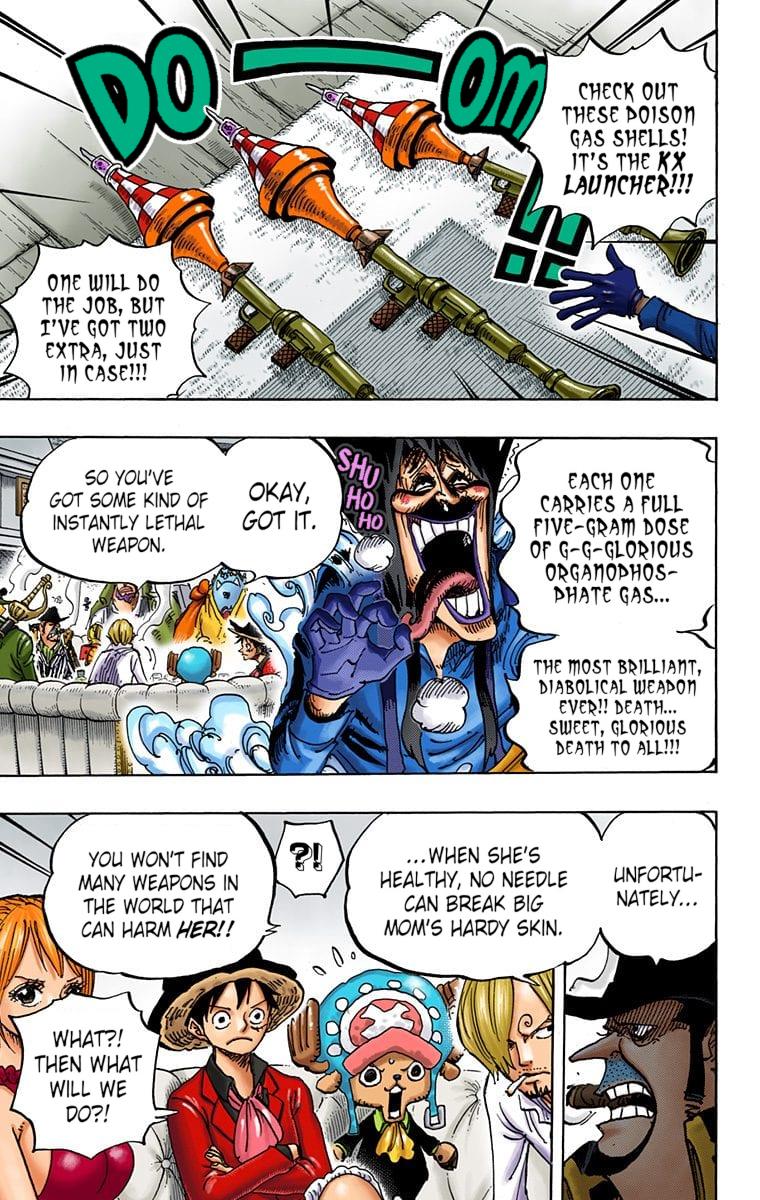 CHECK OUT
THESE POISON
GAS SHELLS!
IT'S THE KX
LAUNCHER!!!
DO—OM!!
ONE WILL DO
THE JOB, BUT
I'VE GOT TWO
EXTRA, JUST
IN CASE!!!
EACH ONE
CARRIES A FULL
FIVE-GRAM DOSE
OF G-G-GLORIOUS
ORGANOPHOS-
PHATE GAS...
THE MOST BRILLIANT,
DIABOLICAL WEAPON
EVER!! DEATH...
SWEET, GLORIOUS
DEATH TO ALL!!!
SHU
HO
HO
OKAY,
GOT IT.
SO YOU'VE
GOT SOME KIND OF
INSTANTLY LETHAL
WEAPON.
UNFORTU-
NATELY...
...WHEN SHE'S
HEALTHY, NO NEEDLE
CAN BREAK BIG
MOM'S HARDY SKIN.
?!
YOU WON'T FIND
MANY WEAPONS IN
THE WORLD THAT
CAN HARM HER!!
WHAT?!
THEN WHAT
WILL WE
DO?!